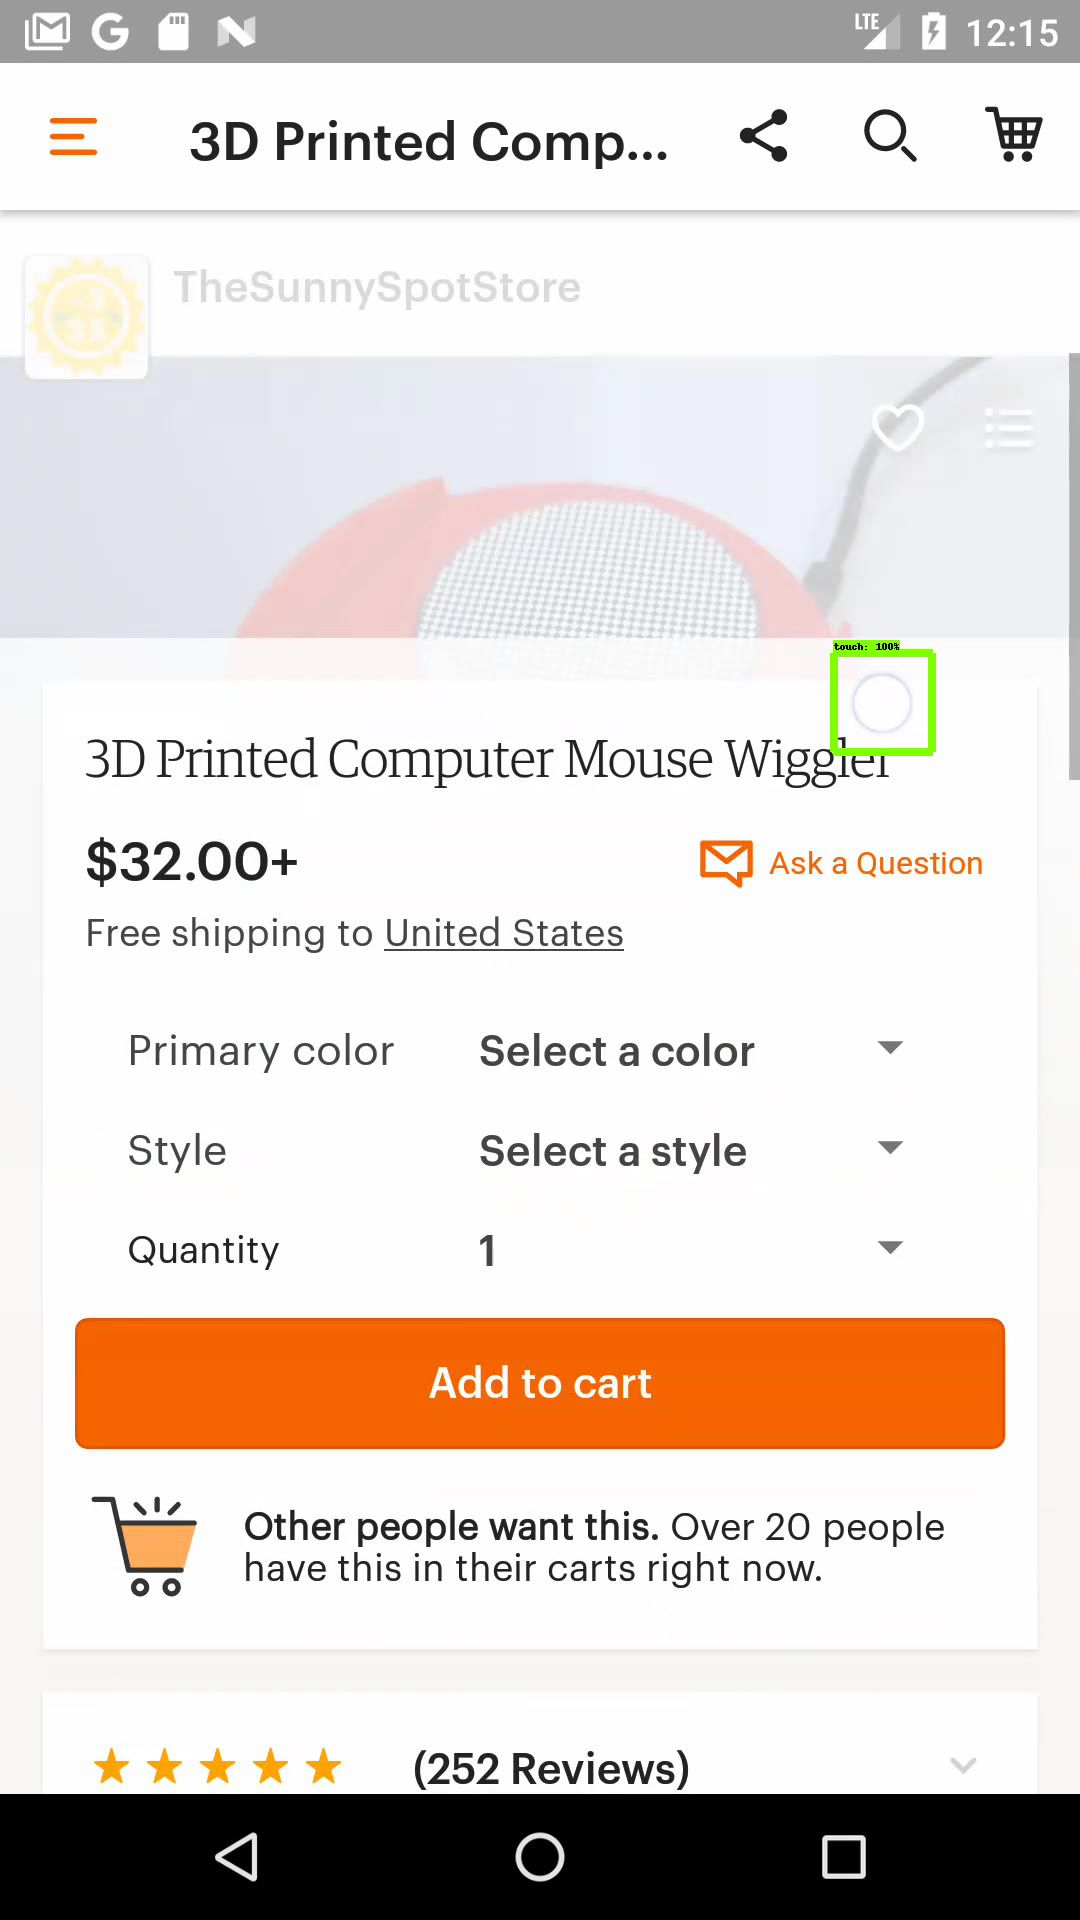 LTE 12:15
3D Printed Comp...
TheSunnySpotStore
touch: 100%
3D Printed Computer Mouse Wiggler
$32.00+
Ask a Question
Free shipping to United States
Primary color Select a color
Style Select a style
Quantity 1
Add to cart
Other people want this. Over 20 people
have this in their carts right now.
(252 Reviews)